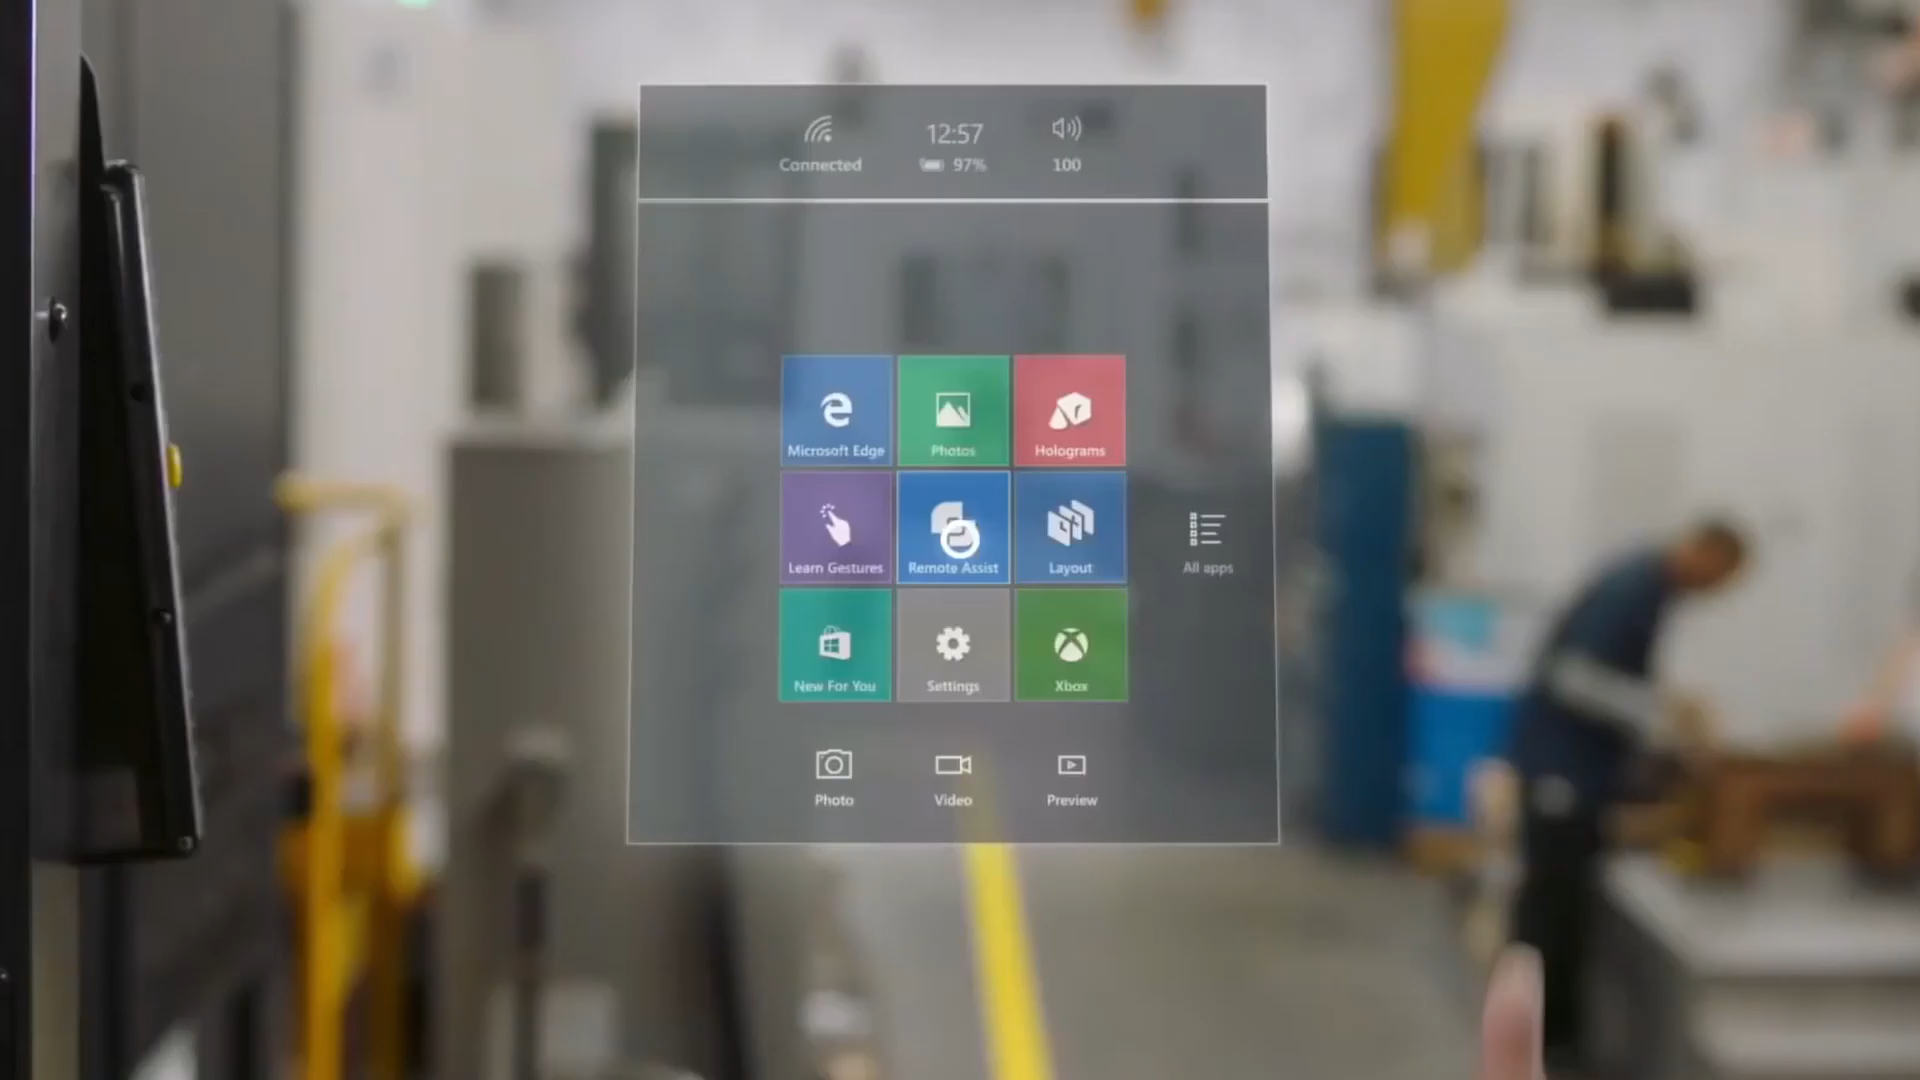 Connected
12:57
97%
100
Microsoft Edge
Photos
Holograms
Learn Gestures
Remote Assist
Layout
All apps
New For You
Settings
Xbox
Photo
Video
Preview